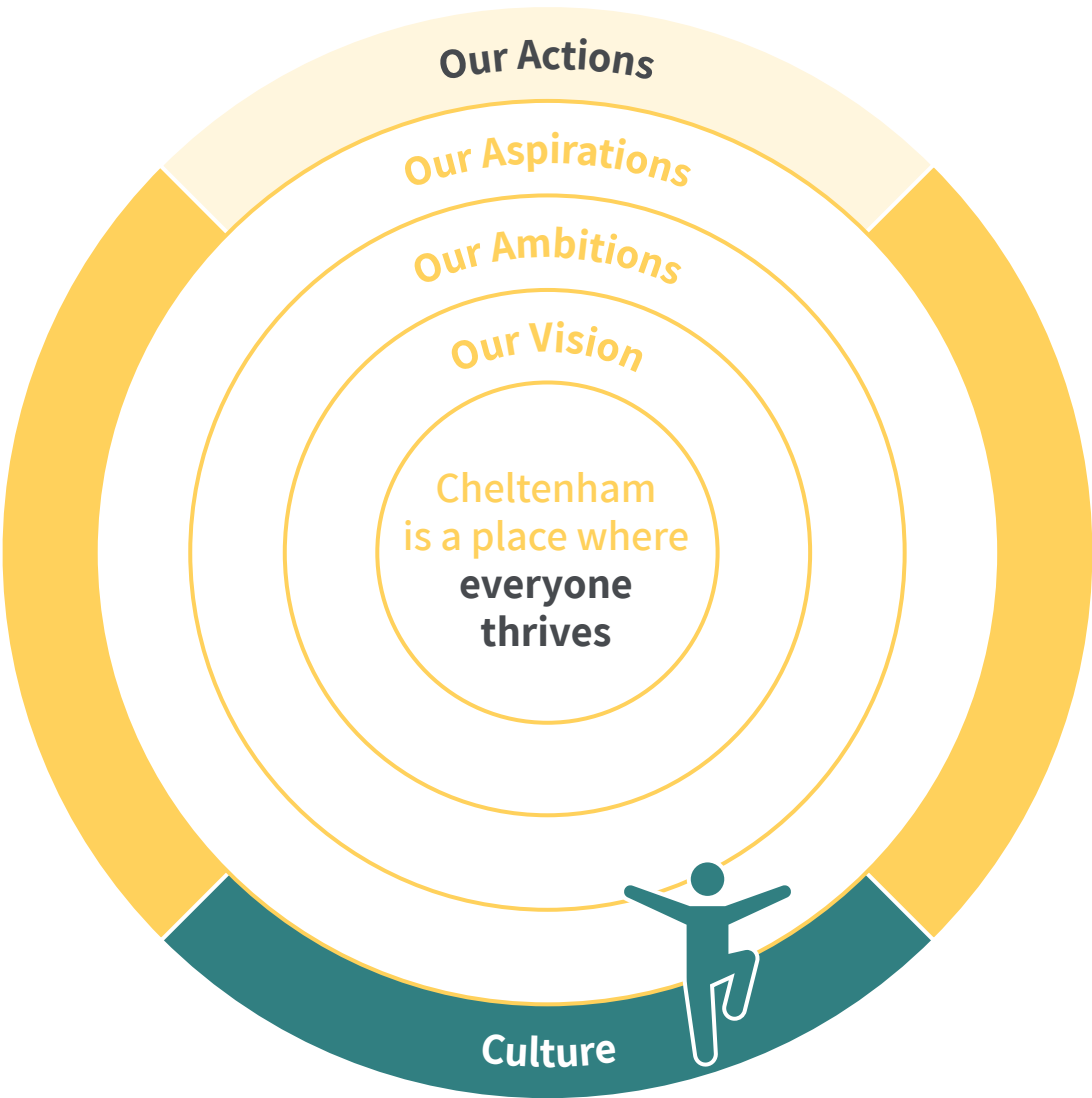 Our Actions
Our Aspirations
Our Ambitions
Our Vision
Cheltenham
is a place where
everyone
thrives
Culture